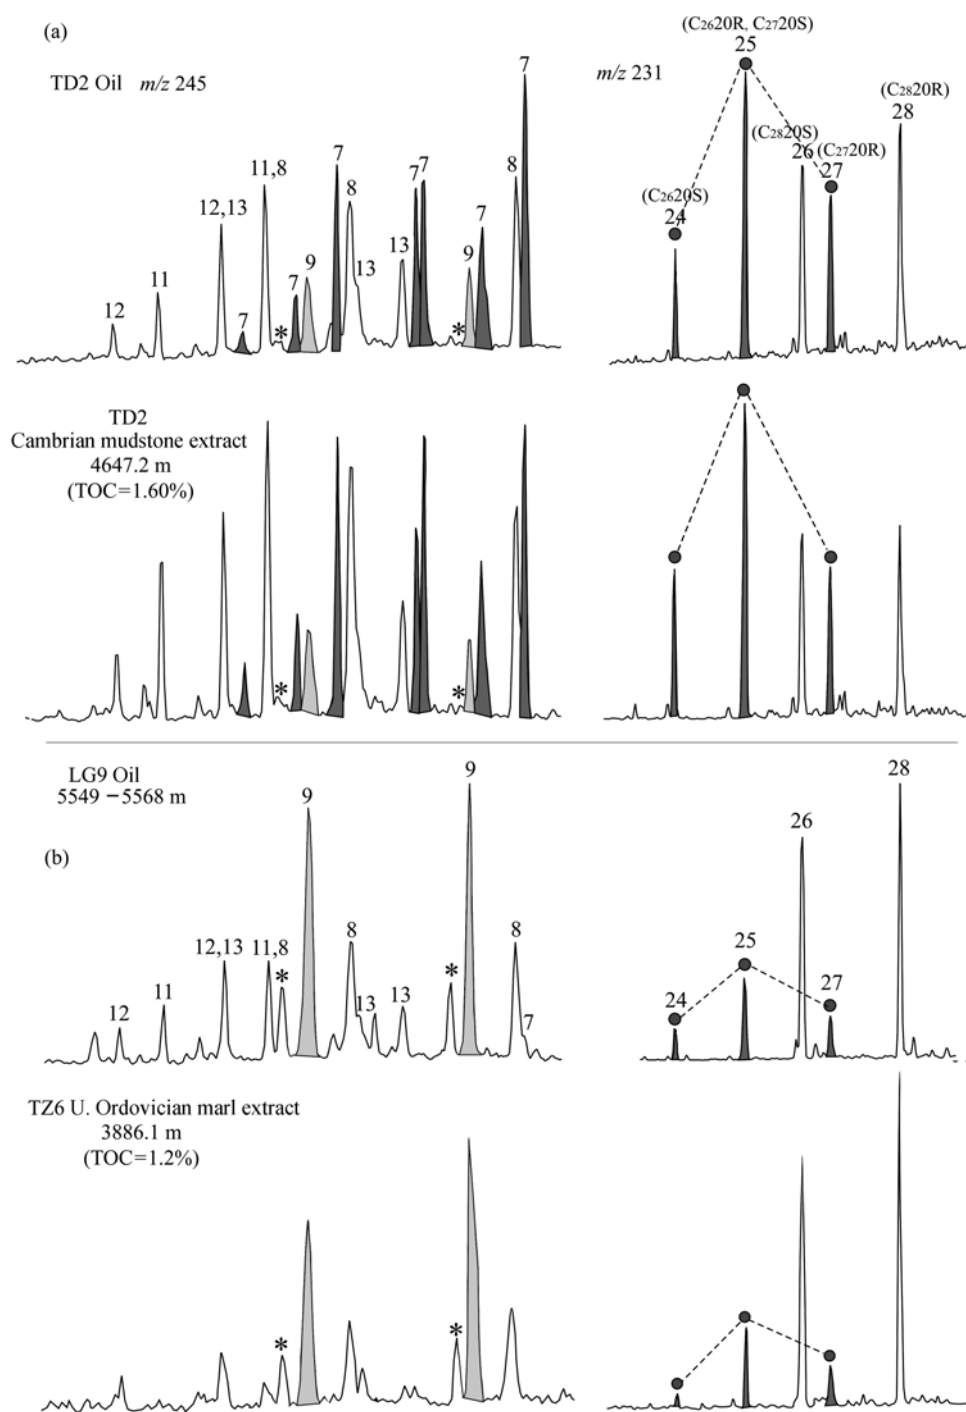 (a)
TD2 Oil m/z 245
m/z 231
12
11
12,13
7
11,8
*
7
9
7
8
13
13
7 7
*
9
7
8
7
(C2620S)
24
(C2620R, C2720S)
25
(C2820S)
26
(C2720R)
27
(C2820R)
28
TD2
Cambrian mudstone extract
4647.2 m
(TOC=1.60%)
*
*
LG9 Oil
5549 −5568 m
(b)
12
11
12,13
11,8
*
9
8
13
13
*
9
8
7
24
25
26
27
28
TZ6 U. Ordovician marl extract
3886.1 m
(TOC=1.2%)
*
*